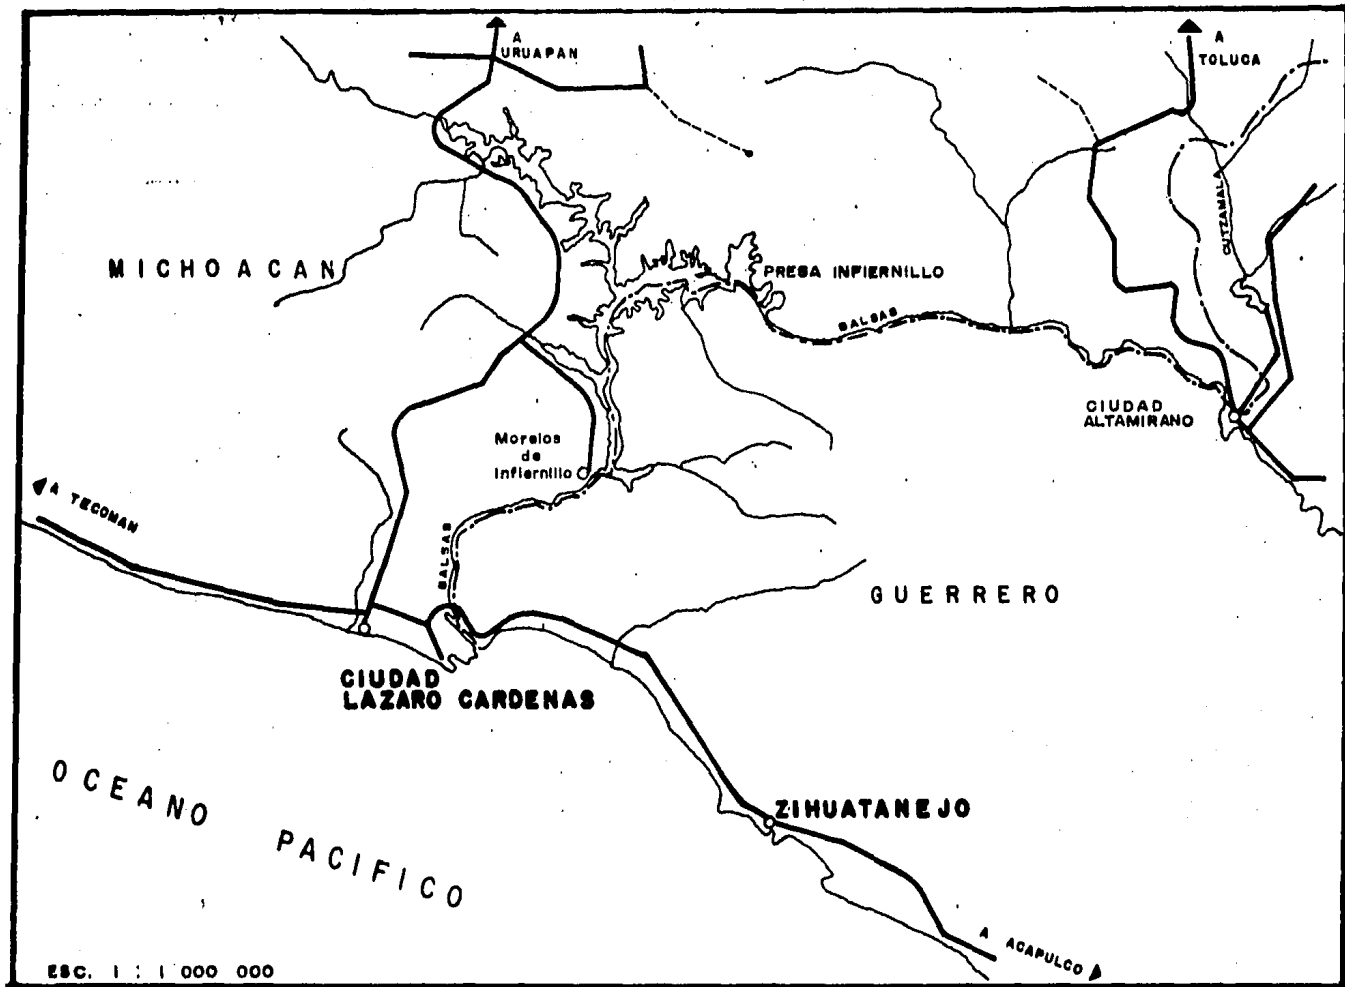 A
URUAPAN
A
TOLUCA
CUTZAMALA
MICHOACAN
PRESA INFIERNILLO
BALSAS
CIUDAD
ALTAMIRANO
Morelos
de
Infiernillo
A TECOMAN
BALSAS
GUERRERO
CIUDAD
LAZARO CARDENAS
OCEANO
PACIFICO
ZIHUATANEJO
A ACAPULCO
ESC. 1 : 1 000 000